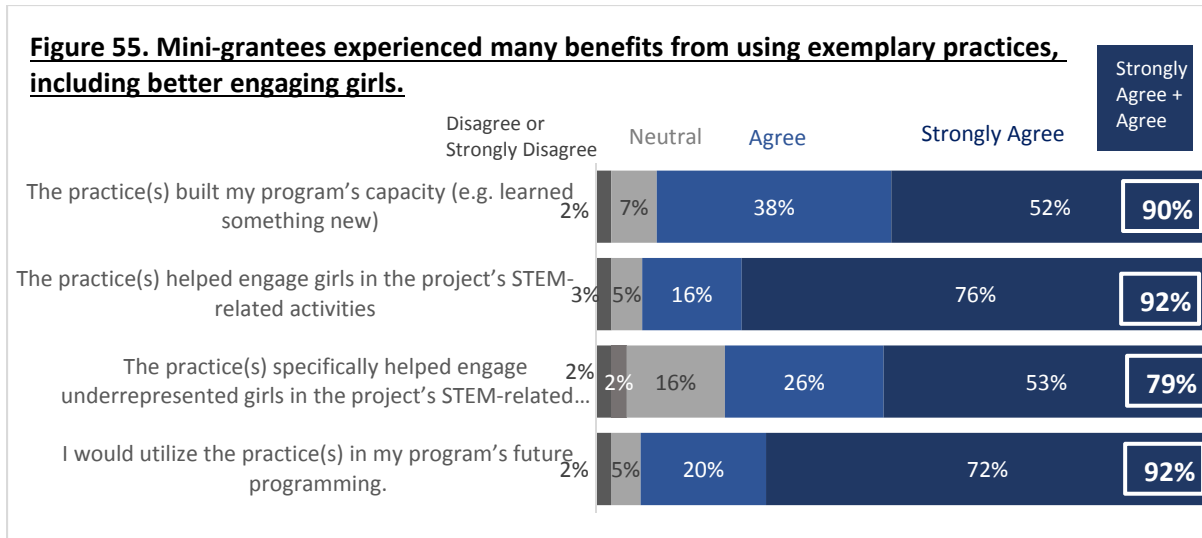 Figure 55. Mini-grantees experienced many benefits from using exemplary practices,
including better engaging girls.
Strongly
Agree +
Agree
Disagree or
Strongly Disagree
Neutral
Agree
Strongly Agree
The practice(s) built my program’s capacity (e.g. learned
something new)
2%
7%
38%
52%
90%
The practice(s) helped engage girls in the project’s STEM-
related activities
3%
5%
16%
76%
92%
The practice(s) specifically helped engage
underrepresented girls in the project’s STEM-related…
2%
2%
16%
26%
53%
79%
I would utilize the practice(s) in my program’s future
programming.
2%
5%
20%
72%
92%